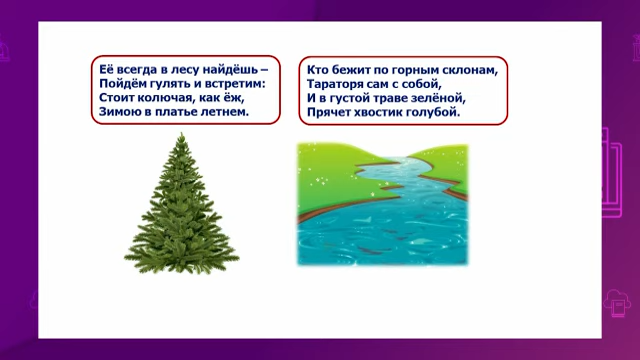 Её всегда в лесу найдёшь –
Пойдём гулять и встретим:
Стоит колючая, как ёж,
Зимою в платье летнем.
Кто бежит по горным склонам,
Тараторя сам с собой,
И в густой траве зелёной,
Прячет хвостик голубой.